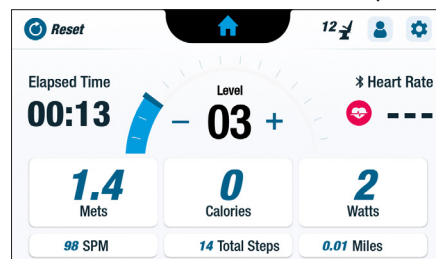 Reset
12
Elapsed Time
00:13
Level
– 03 +
Heart Rate
---
1.4
Mets
0
Calories
2
Watts
98 SPM
14 Total Steps
0.01 Miles